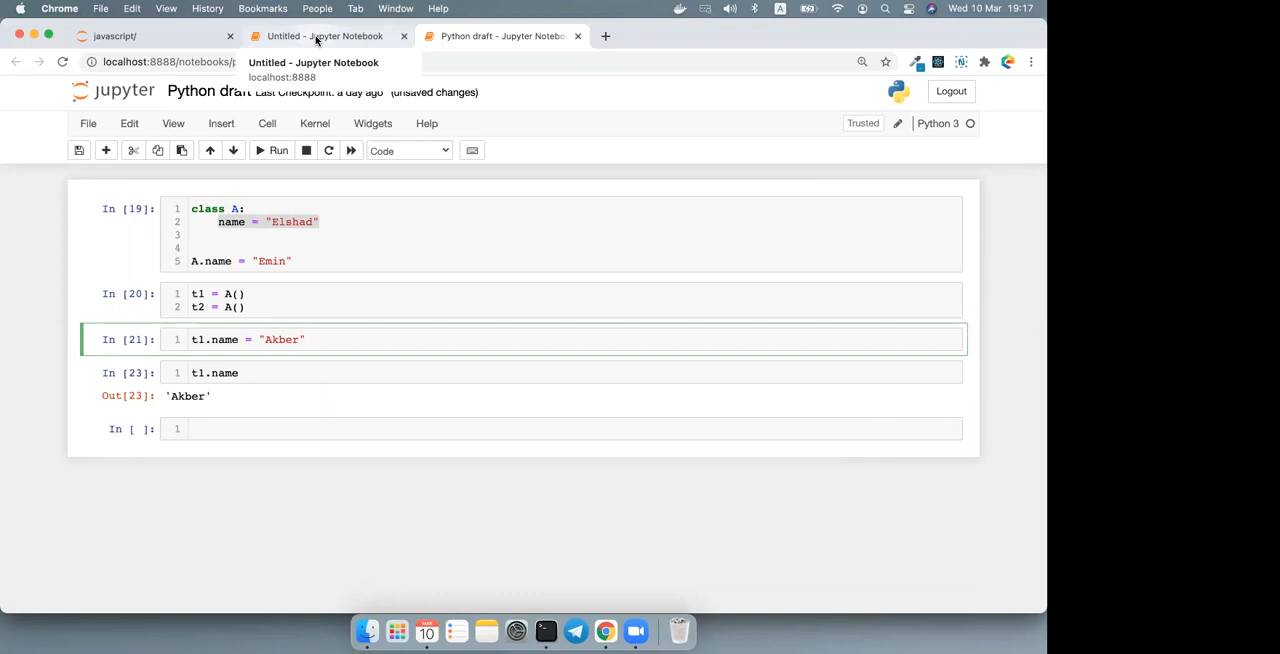 Chrome File Edit View History Bookmarks People Tab Window Help A Wed 10 Mar 19:17
javascript/ Untitled - Jupyter Notebook Python draft - Jupyter Notebo
localhost:8888/notebooks/p
Untitled - Jupyter Notebook
localhost:8888
jupyter Python draft Last Checkpoint: a day ago (unsaved changes) Logout
File Edit View Insert Cell Kernel Widgets Help Trusted Python 3
Run Code
In [19]: 1 class A:
2 name = "Elshad"
3
4
5 A.name = "Emin"
In [20]: 1 t1 = A()
2 t2 = A()
In [21]: 1 t1.name = "Akber"
In [23]: 1 t1.name
Out[23]: 'Akber'
In [ ]: 1
MAR
10